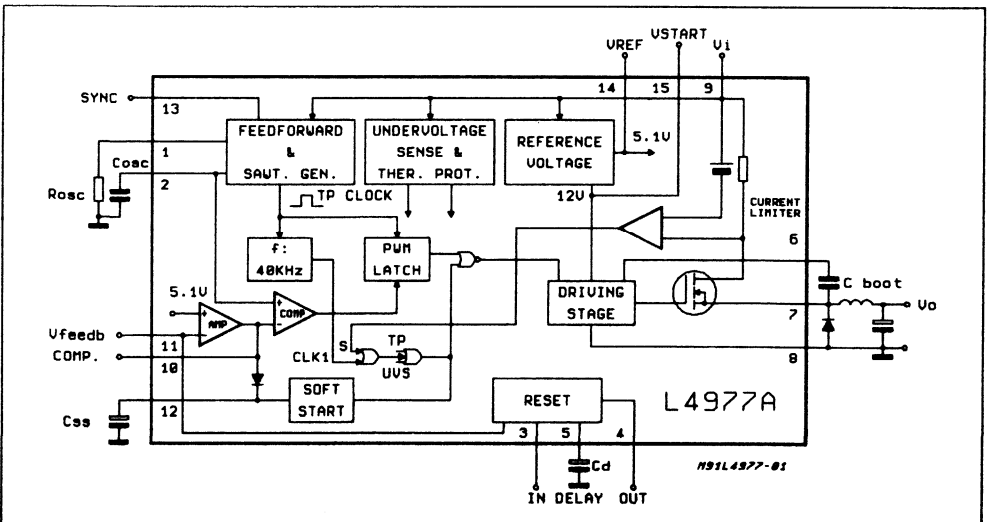 VREF
VSTART
Vi
14
15
9
SYNC
13
FEEDFORWARD
&
SAWT. GEN.
UNDERVOLTAGE
SENSE &
THER. PROT.
REFERENCE
VOLTAGE
5.1V
1
Cosc
2
Rosc
TP CLOCK
12V
CURRENT
LIMITER
6
f:
40KHz
PWM
LATCH
C boot
DRIVING
STAGE
5.1V
+
AMP
-
+
COMP
-
7
Vo
Vfeedb
11
COMP.
10
S
TP
CLK1
UVS
8
12
Css
SOFT
START
RESET
L4977A
3
5
4
Cd
M91L4977-01
IN
DELAY
OUT